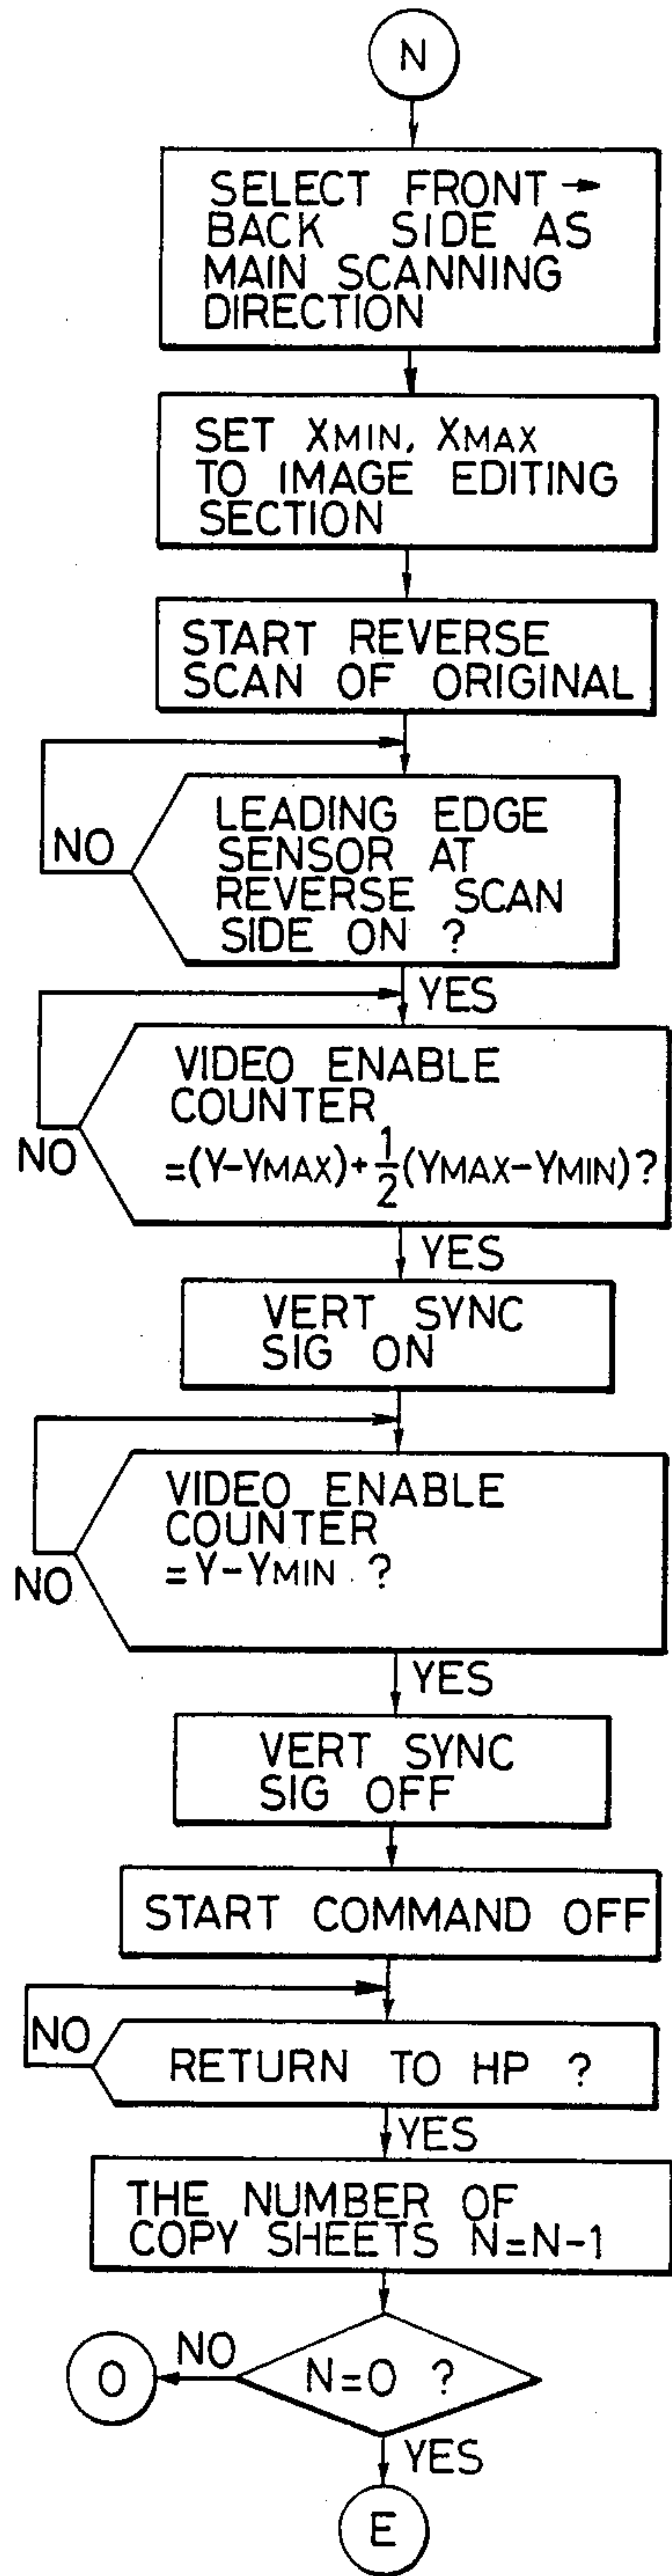 N
SELECT FRONT →
BACK SIDE AS
MAIN SCANNING
DIRECTION
SET XMIN, XMAX
TO IMAGE EDITING
SECTION
START REVERSE
SCAN OF ORIGINAL
LEADING EDGE
SENSOR AT
REVERSE SCAN
SIDE ON ?
NO
YES
VIDEO ENABLE
COUNTER
=(Y-YMAX)+1/2(YMAX-YMIN)?
NO
YES
VERT SYNC
SIG ON
VIDEO ENABLE
COUNTER
=Y-YMIN ?
NO
YES
VERT SYNC
SIG OFF
START COMMAND OFF
NO
RETURN TO HP ?
YES
THE NUMBER OF
COPY SHEETS N=N-1
NO
O
N=0 ?
YES
E